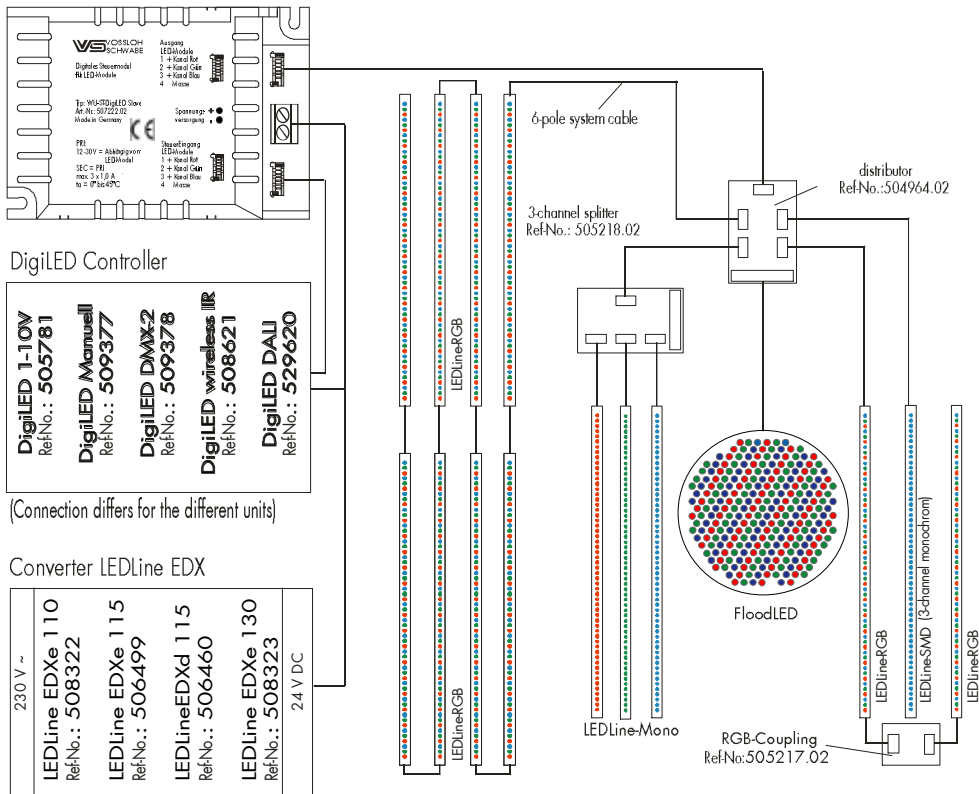 VS VOSSLOH
SCHWABE
Digitales Steuermodul
für LED-Module
Typ: WU-ST-DigiLED Slave
Art.-Nr.: 507222.02
Made in Germany
CE
PRI:
12-30V = Abhängig vom
LED-Modul
SEC = PRI
max. 3 x 1,0 A
ta = 0° bis 45°C
Ausgang
LED-Module
1 + Kanal Rot
2 + Kanal Grün
3 + Kanal Blau
4 Masse
Spannungs- +
versorgung -
SteuerEingang
LED-Module
1 + Kanal Rot
2 + Kanal Grün
3 + Kanal Blau
4 Masse
DigiLED Controller
DigiLED 1-10V
Ref-No.: 505781
DigiLED Manuell
Ref-No.: 509377
DigiLED DMX-2
Ref-No.: 509378
DigiLED wireless IR
Ref-No.: 508621
DigiLED DALI
Ref-No.: 529620
(Connection differs for the different units)
Converter LEDLine EDX
230 V ~
LEDLine EDXe 110
Ref-No.: 508322
LEDLine EDXe 115
Ref-No.: 506499
LEDLineEDXd 115
Ref-No.: 506460
LEDLine EDXe 130
Ref-No.: 508323
24 V DC
LEDLine-RGB
LEDLine-RGB
6-pole system cable
3-channel splitter
Ref-No.: 505218.02
distributor
Ref-No.:504964.02
LEDLine-Mono
FloodLED
LEDLine-RGB
LEDLine-SMD (3-channel monochrom)
LEDLine-RGB
RGB-Coupling
Ref-No:505217.02